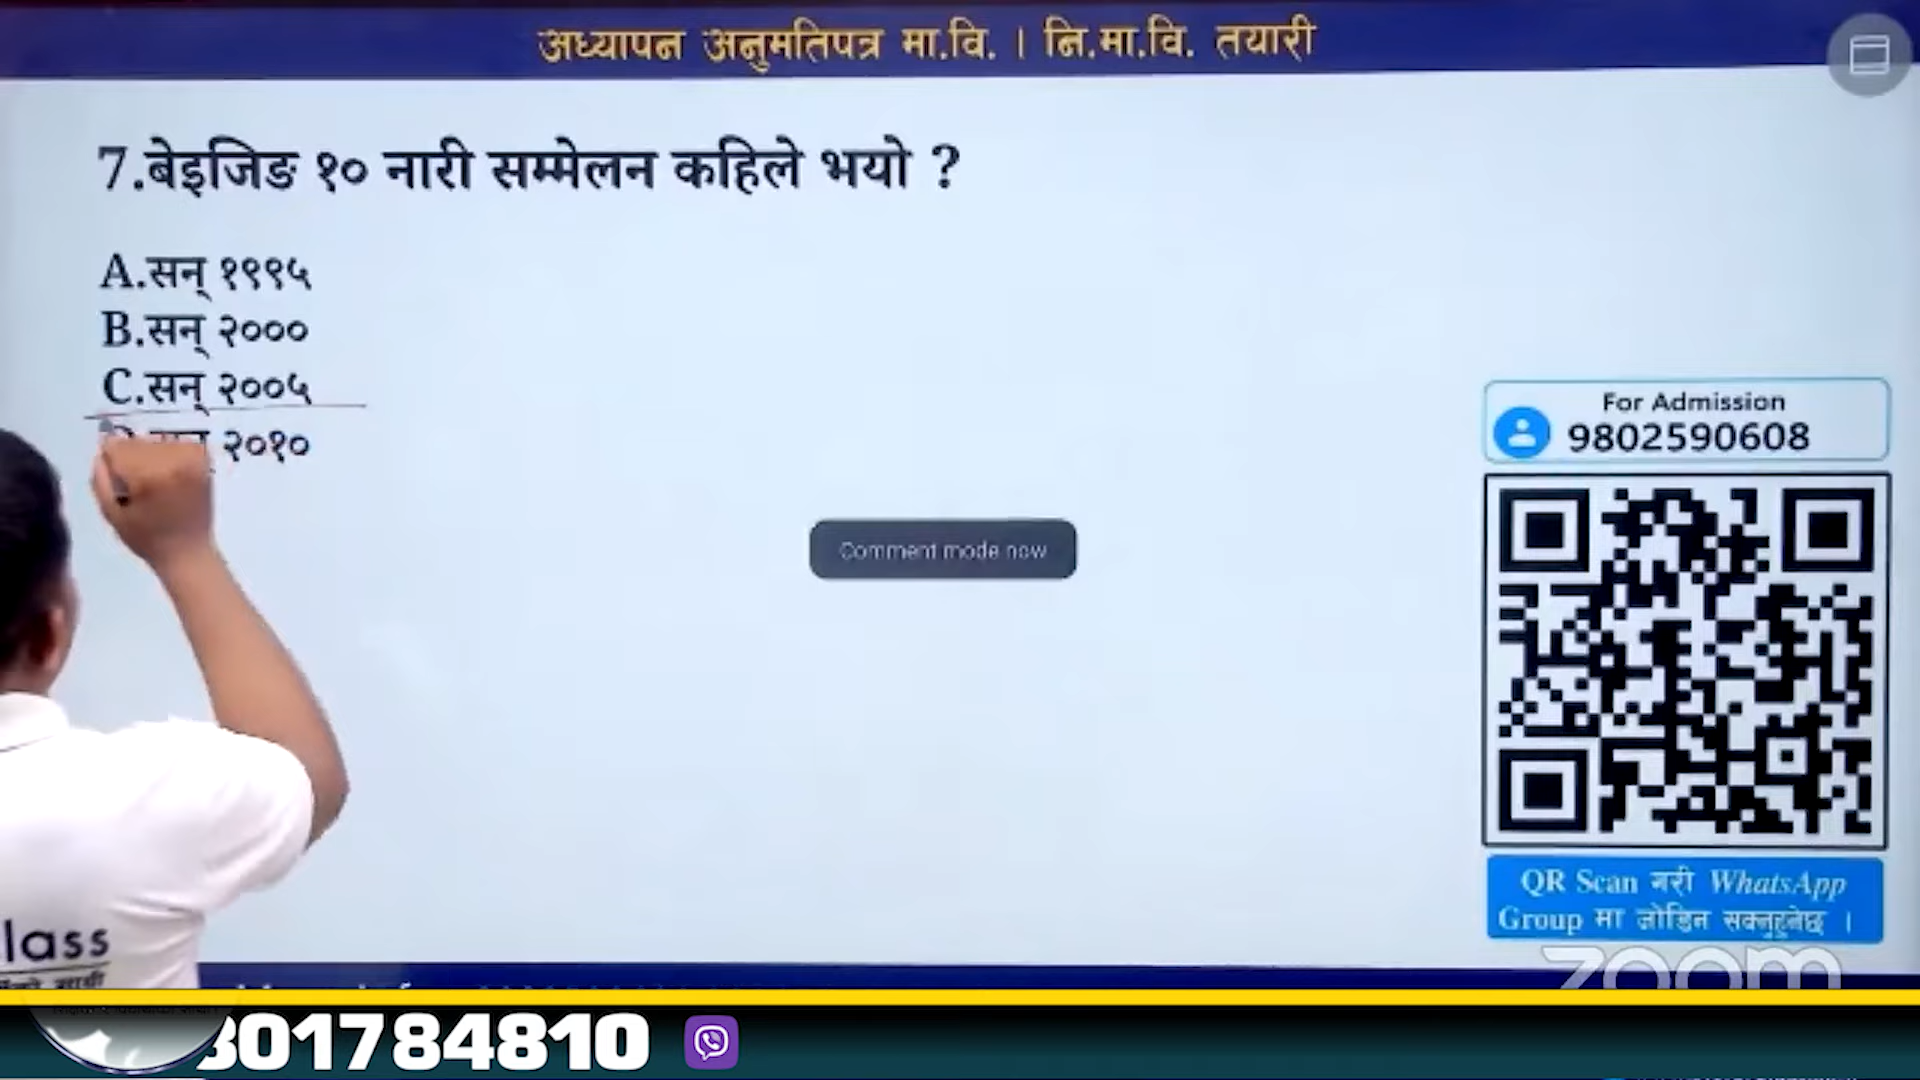 अध्यापन अनुमतिपत्र मा.वि. । नि.मा.वि. तयारी
7.बेइजिङ १० नारी सम्मेलन कहिले भयो ?
A.सन् १९९५
B.सन् २०००
C.सन् २००५
२०१०
For Admission
9802590608
Comment mode now
QR Scan गरी WhatsApp
Group मा जोडिन सक्नुहुनेछ ।
zoom
lass
301784810